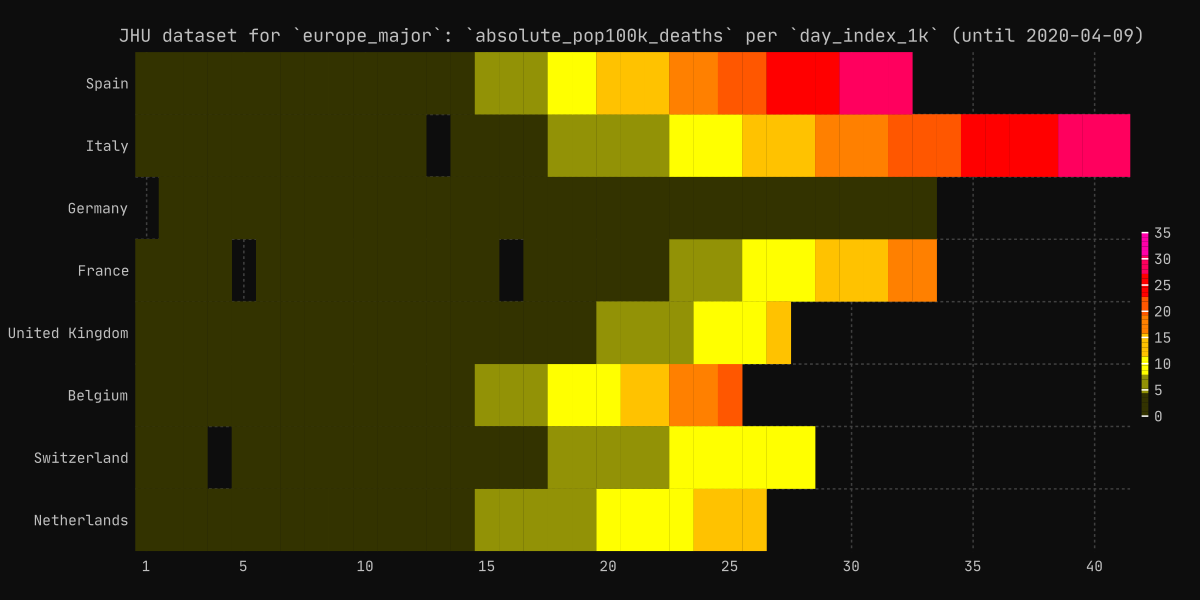 JHU dataset for `europe_major`: `absolute_pop100k_deaths` per `day_index_1k` (until 2020-04-09)
Spain
Italy
Germany
France
United Kingdom
Belgium
Switzerland
Netherlands
1 5 10 15 20 25 30 35 40
35
30
25
20
15
10
5
0